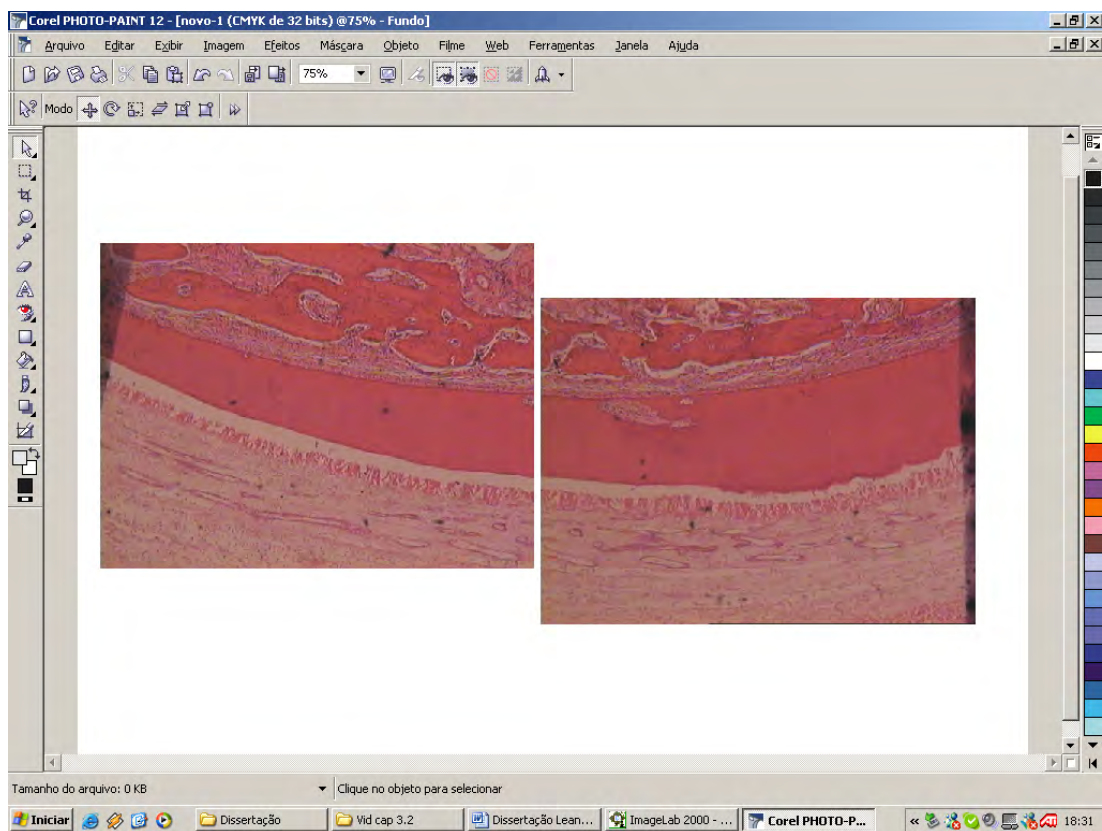 Corel PHOTO-PAINT 12 - [novo-1 (CMYK de 32 bits) @75% - Fundo]
Arquivo Editar Exibir Imagem Efeitos Máscara Objeto Filme Web Ferramentas Janela Ajuda
75%
Modo
Tamanho do arquivo: 0 KB Clique no objeto para selecionar
Iniciar Dissertação Vid cap 3.2 Dissertação Lean... ImageLab 2000 - ... Corel PHOTO-P... « 18:31